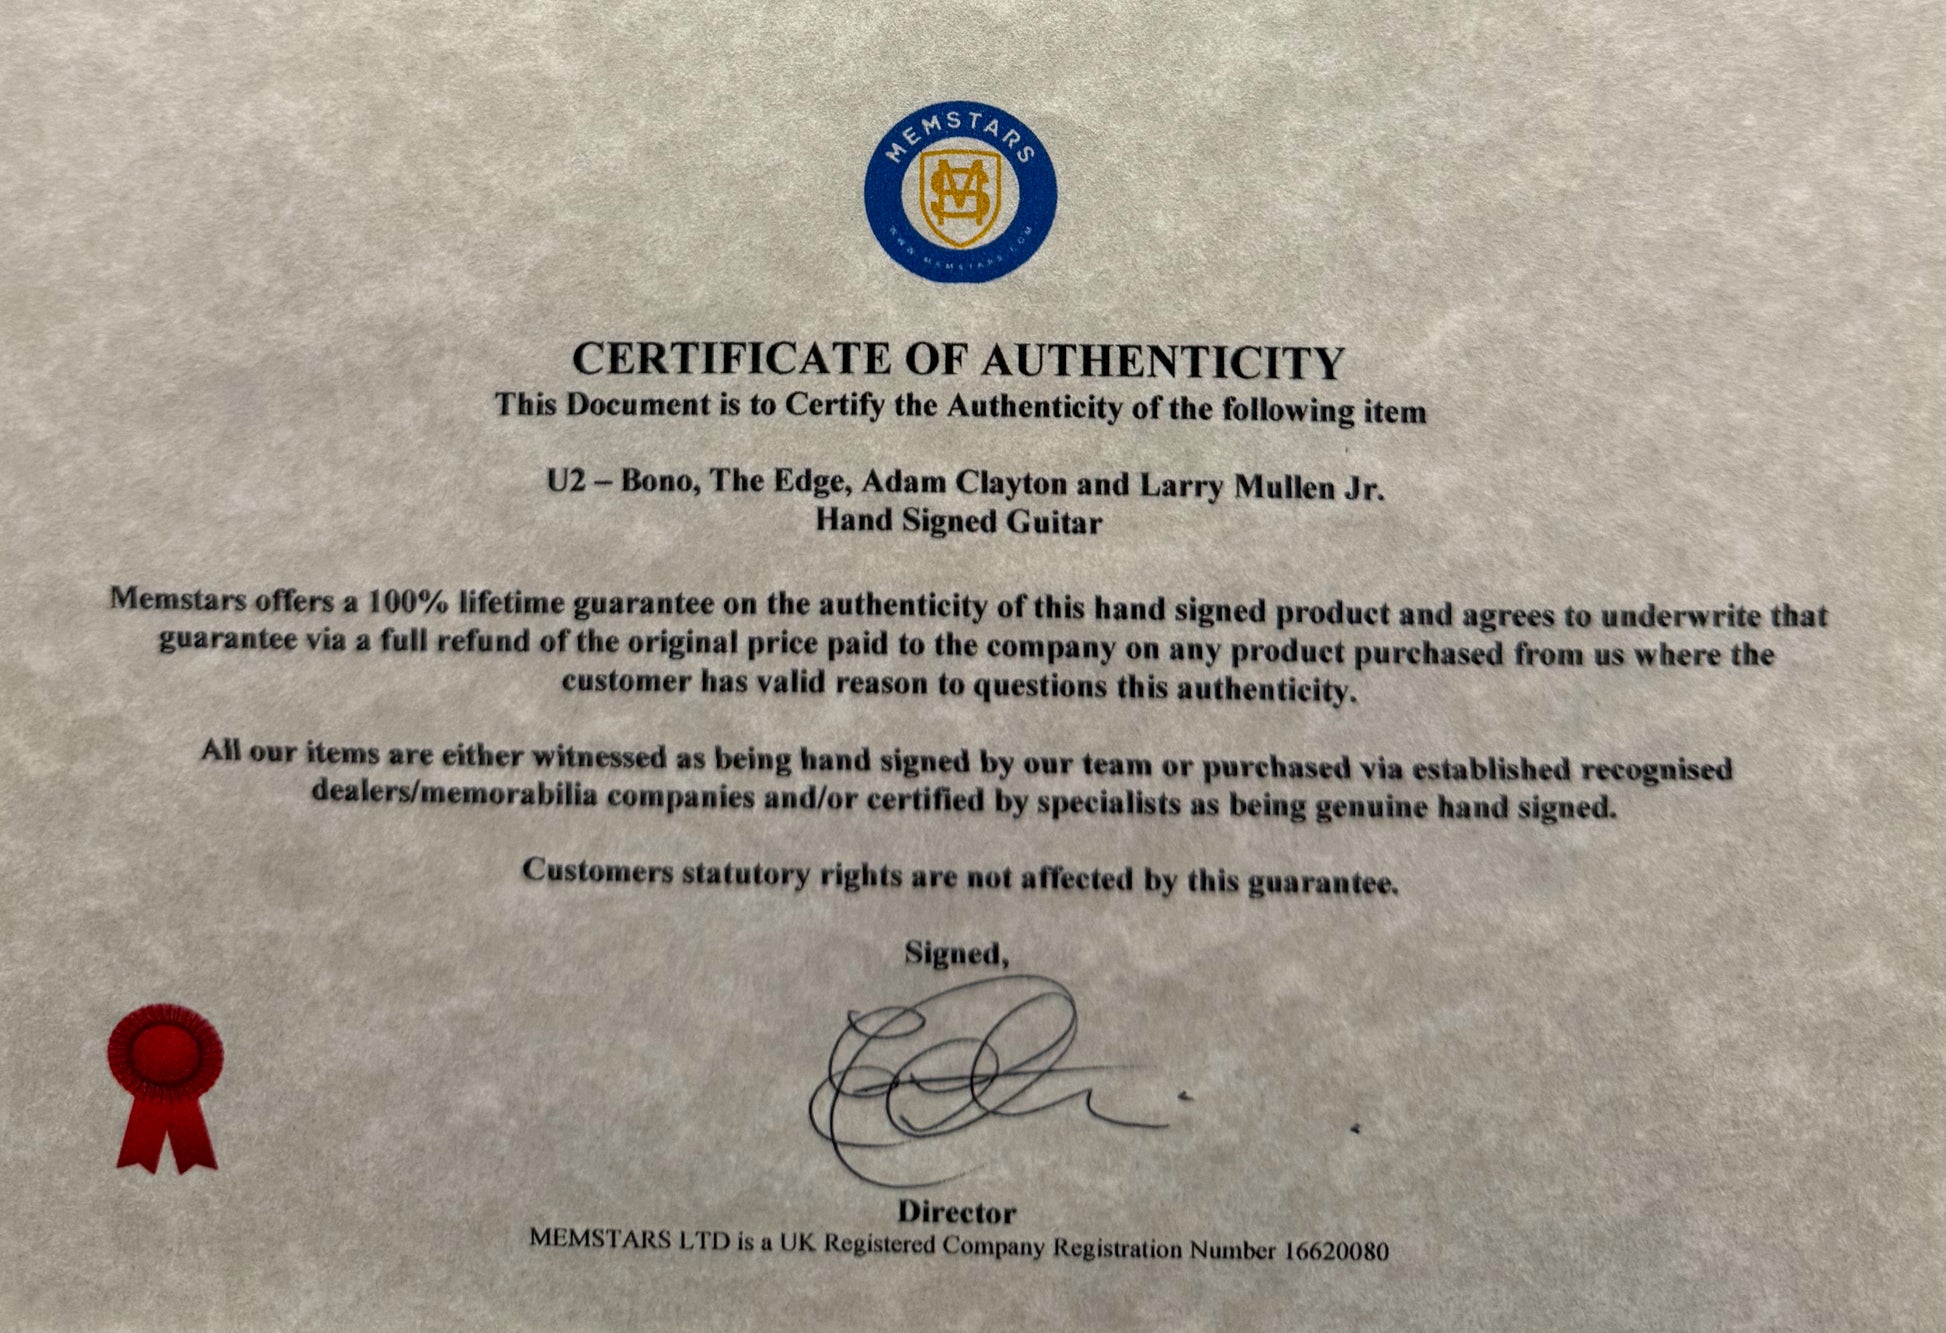 MEMSTARS
WWW.MEMSTARS.COM
CERTIFICATE OF AUTHENTICITY
This Document is to Certify the Authenticity of the following item
U2 – Bono, The Edge, Adam Clayton and Larry Mullen Jr.
Hand Signed Guitar
Memstars offers a 100% lifetime guarantee on the authenticity of this hand signed product and agrees to underwrite that
guarantee via a full refund of the original price paid to the company on any product purchased from us where the
customer has valid reason to questions this authenticity.
All our items are either witnessed as being hand signed by our team or purchased via established recognised
dealers/memorabilia companies and/or certified by specialists as being genuine hand signed.
Customers statutory rights are not affected by this guarantee.
Signed,
Director
MEMSTARS LTD is a UK Registered Company Registration Number 16620080